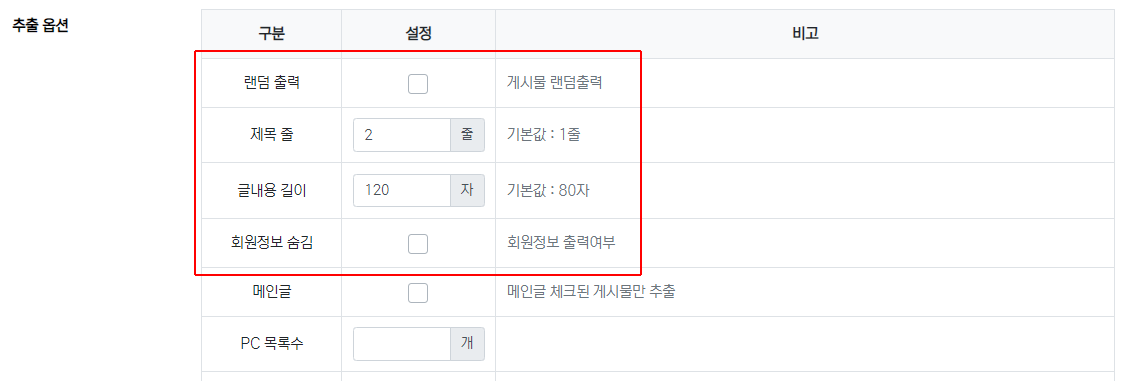 추출 옵션
구분 설정 비고
랜덤 출력 게시물 랜덤출력
제목 줄 2 줄 기본값 : 1줄
글내용 길이 120 자 기본값 : 80자
회원정보 숨김 회원정보 출력여부
메인글 메인글 체크된 게시물만 추출
PC 목록수 개